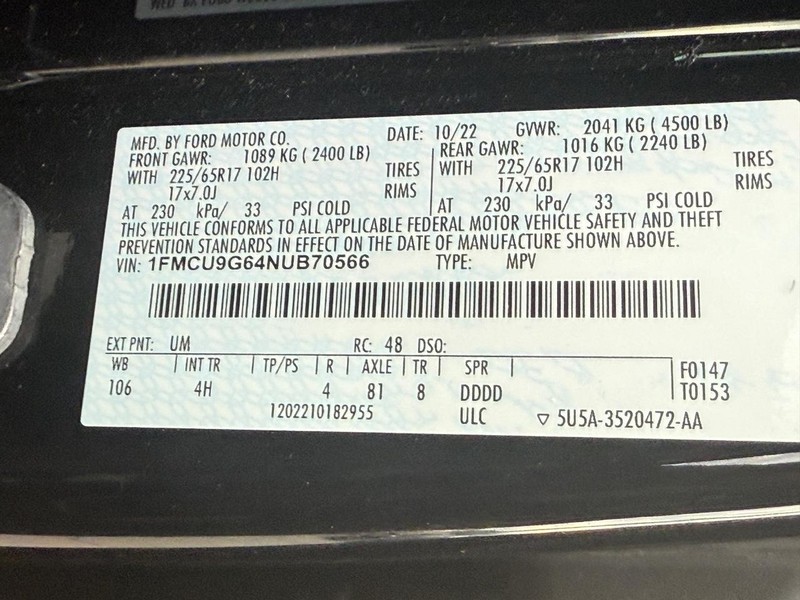 MFD. BY FORD MOTOR CO. DATE: 10/22 GVWR: 2041 KG ( 4500 LB)
FRONT GAWR: 1089 KG ( 2400 LB) REAR GAWR: 1016 KG ( 2240 LB)
WITH 225/65R17 102H TIRES WITH 225/65R17 102H TIRES
17x7.0J RIMS 17x7.0J RIMS
AT 230 kPa/ 33 PSI COLD AT 230 kPa/ 33 PSI COLD
THIS VEHICLE CONFORMS TO ALL APPLICABLE FEDERAL MOTOR VEHICLE SAFETY AND THEFT
PREVENTION STANDARDS IN EFFECT ON THE DATE OF MANUFACTURE SHOWN ABOVE.
VIN: 1FMCU9G64NUB70566 TYPE: MPV
EXT PNT: UM RC: 48 DSO:
WB INT TR TP/PS R AXLE TR SPR F0147
106 4H 4 81 8 DDDD T0153
1202210182955 ULC 5U5A-3520472-AA